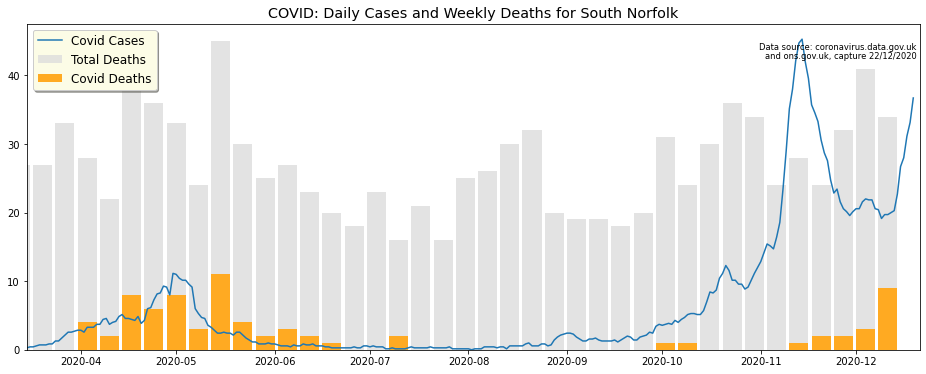 COVID: Daily Cases and Weekly Deaths for South Norfolk
Covid Cases
Total Deaths
Covid Deaths
Data source: coronavirus.data.gov.uk
and ons.gov.uk, capture 22/12/2020
40
30
20
10
0
2020-04 2020-05 2020-06 2020-07 2020-08 2020-09 2020-10 2020-11 2020-12